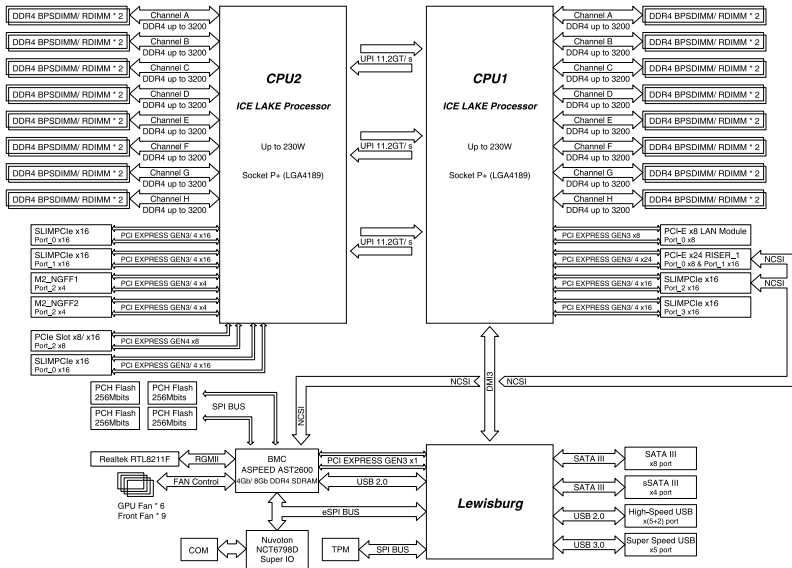 DDR4 BPSDIMM/ RDIMM * 2
Channel A
DDR4 up to 3200
DDR4 BPSDIMM/ RDIMM * 2
Channel B
DDR4 up to 3200
DDR4 BPSDIMM/ RDIMM * 2
Channel C
DDR4 up to 3200
DDR4 BPSDIMM/ RDIMM * 2
Channel D
DDR4 up to 3200
DDR4 BPSDIMM/ RDIMM * 2
Channel E
DDR4 up to 3200
DDR4 BPSDIMM/ RDIMM * 2
Channel F
DDR4 up to 3200
DDR4 BPSDIMM/ RDIMM * 2
Channel G
DDR4 up to 3200
DDR4 BPSDIMM/ RDIMM * 2
Channel H
DDR4 up to 3200
CPU2
ICE LAKE Processor
Up to 230W
Socket P+ (LGA4189)
UPI 11.2GT/ s
UPI 11.2GT/ s
UPI 11.2GT/ s
CPU1
ICE LAKE Processor
Up to 230W
Socket P+ (LGA4189)
Channel A
DDR4 up to 3200
DDR4 BPSDIMM/ RDIMM * 2
Channel B
DDR4 up to 3200
DDR4 BPSDIMM/ RDIMM * 2
Channel C
DDR4 up to 3200
DDR4 BPSDIMM/ RDIMM * 2
Channel D
DDR4 up to 3200
DDR4 BPSDIMM/ RDIMM * 2
Channel E
DDR4 up to 3200
DDR4 BPSDIMM/ RDIMM * 2
Channel F
DDR4 up to 3200
DDR4 BPSDIMM/ RDIMM * 2
Channel G
DDR4 up to 3200
DDR4 BPSDIMM/ RDIMM * 2
Channel H
DDR4 up to 3200
DDR4 BPSDIMM/ RDIMM * 2
SLIMPCIe x16
Port_0 x16
PCI EXPRESS GEN3/ 4 x16
SLIMPCIe x16
Port_1 x16
PCI EXPRESS GEN3/ 4 x16
M2_NGFF1
Port_2 x4
PCI EXPRESS GEN3/ 4 x4
M2_NGFF2
Port_2 x4
PCI EXPRESS GEN3/ 4 x4
PCIe Slot x8/ x16
Port_2 x8
PCI EXPRESS GEN4 x8
SLIMPCIe x16
Port_0 x16
PCI EXPRESS GEN3/ 4 x16
PCI EXPRESS GEN3 x8
PCI-E x8 LAN Module
Port_0 x8
PCI EXPRESS GEN3/ 4 x24
PCI-E x24 RISER_1
Port_0 x8 & Port_1 x16
NCSI
PCI EXPRESS GEN3/ 4 x16
SLIMPCIe x16
Port_2 x16
NCSI
PCI EXPRESS GEN3/ 4 x16
SLIMPCIe x16
Port_3 x16
PCH Flash
256Mbits
PCH Flash
256Mbits
PCH Flash
256Mbits
PCH Flash
256Mbits
SPI BUS
NCSI
NCSI
DMI3
NCSI
Realtek RTL8211F
RGMII
FAN Control
GPU Fan * 6
Front Fan * 9
BMC
ASPEED AST2600
4Gb/ 8Gb DDR4 SDRAM
PCI EXPRESS GEN3 x1
USB 2.0
eSPI BUS
COM
Nuvoton
NCT6798D
Super IO
TPM
SPI BUS
Lewisburg
SATA III
SATA III
x8 port
SATA III
sSATA III
x4 port
USB 2.0
High-Speed USB
x(5+2) port
USB 3.0
Super Speed USB
x5 port